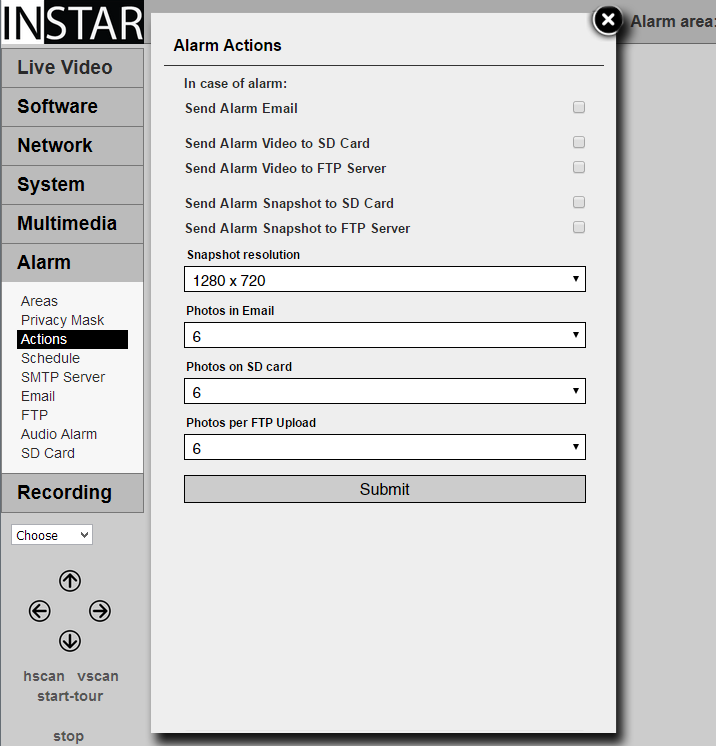 INSTAR
Live Video
Software
Network
System
Multimedia
Alarm
Areas
Privacy Mask
Actions
Schedule
SMTP Server
Email
FTP
Audio Alarm
SD Card
Recording
Choose
hscan vscan
start-tour
stop
Alarm Actions
In case of alarm:
Send Alarm Email
Send Alarm Video to SD Card
Send Alarm Video to FTP Server
Send Alarm Snapshot to SD Card
Send Alarm Snapshot to FTP Server
Snapshot resolution
1280 x 720
Photos in Email
6
Photos on SD card
6
Photos per FTP Upload
6
Submit
Alarm area: